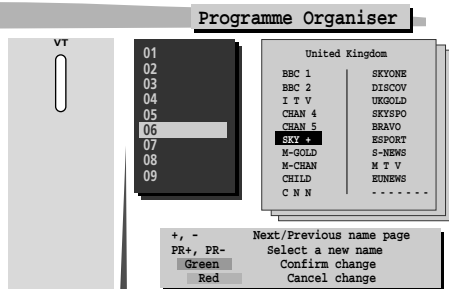 Programme Organiser
VT
01
02
03
04
05
06
07
08
09
United Kingdom
BBC 1 SKYONE
BBC 2 DISCOV
I T V UKGOLD
CHAN 4 SKYSPO
CHAN 5 BRAVO
SKY + ESPORT
M-GOLD S-NEWS
M-CHAN M T V
CHILD EUNEWS
C N N - - - - - - -
+, - Next/Previous name page
PR+, PR- Select a new name
Green Confirm change
Red Cancel change